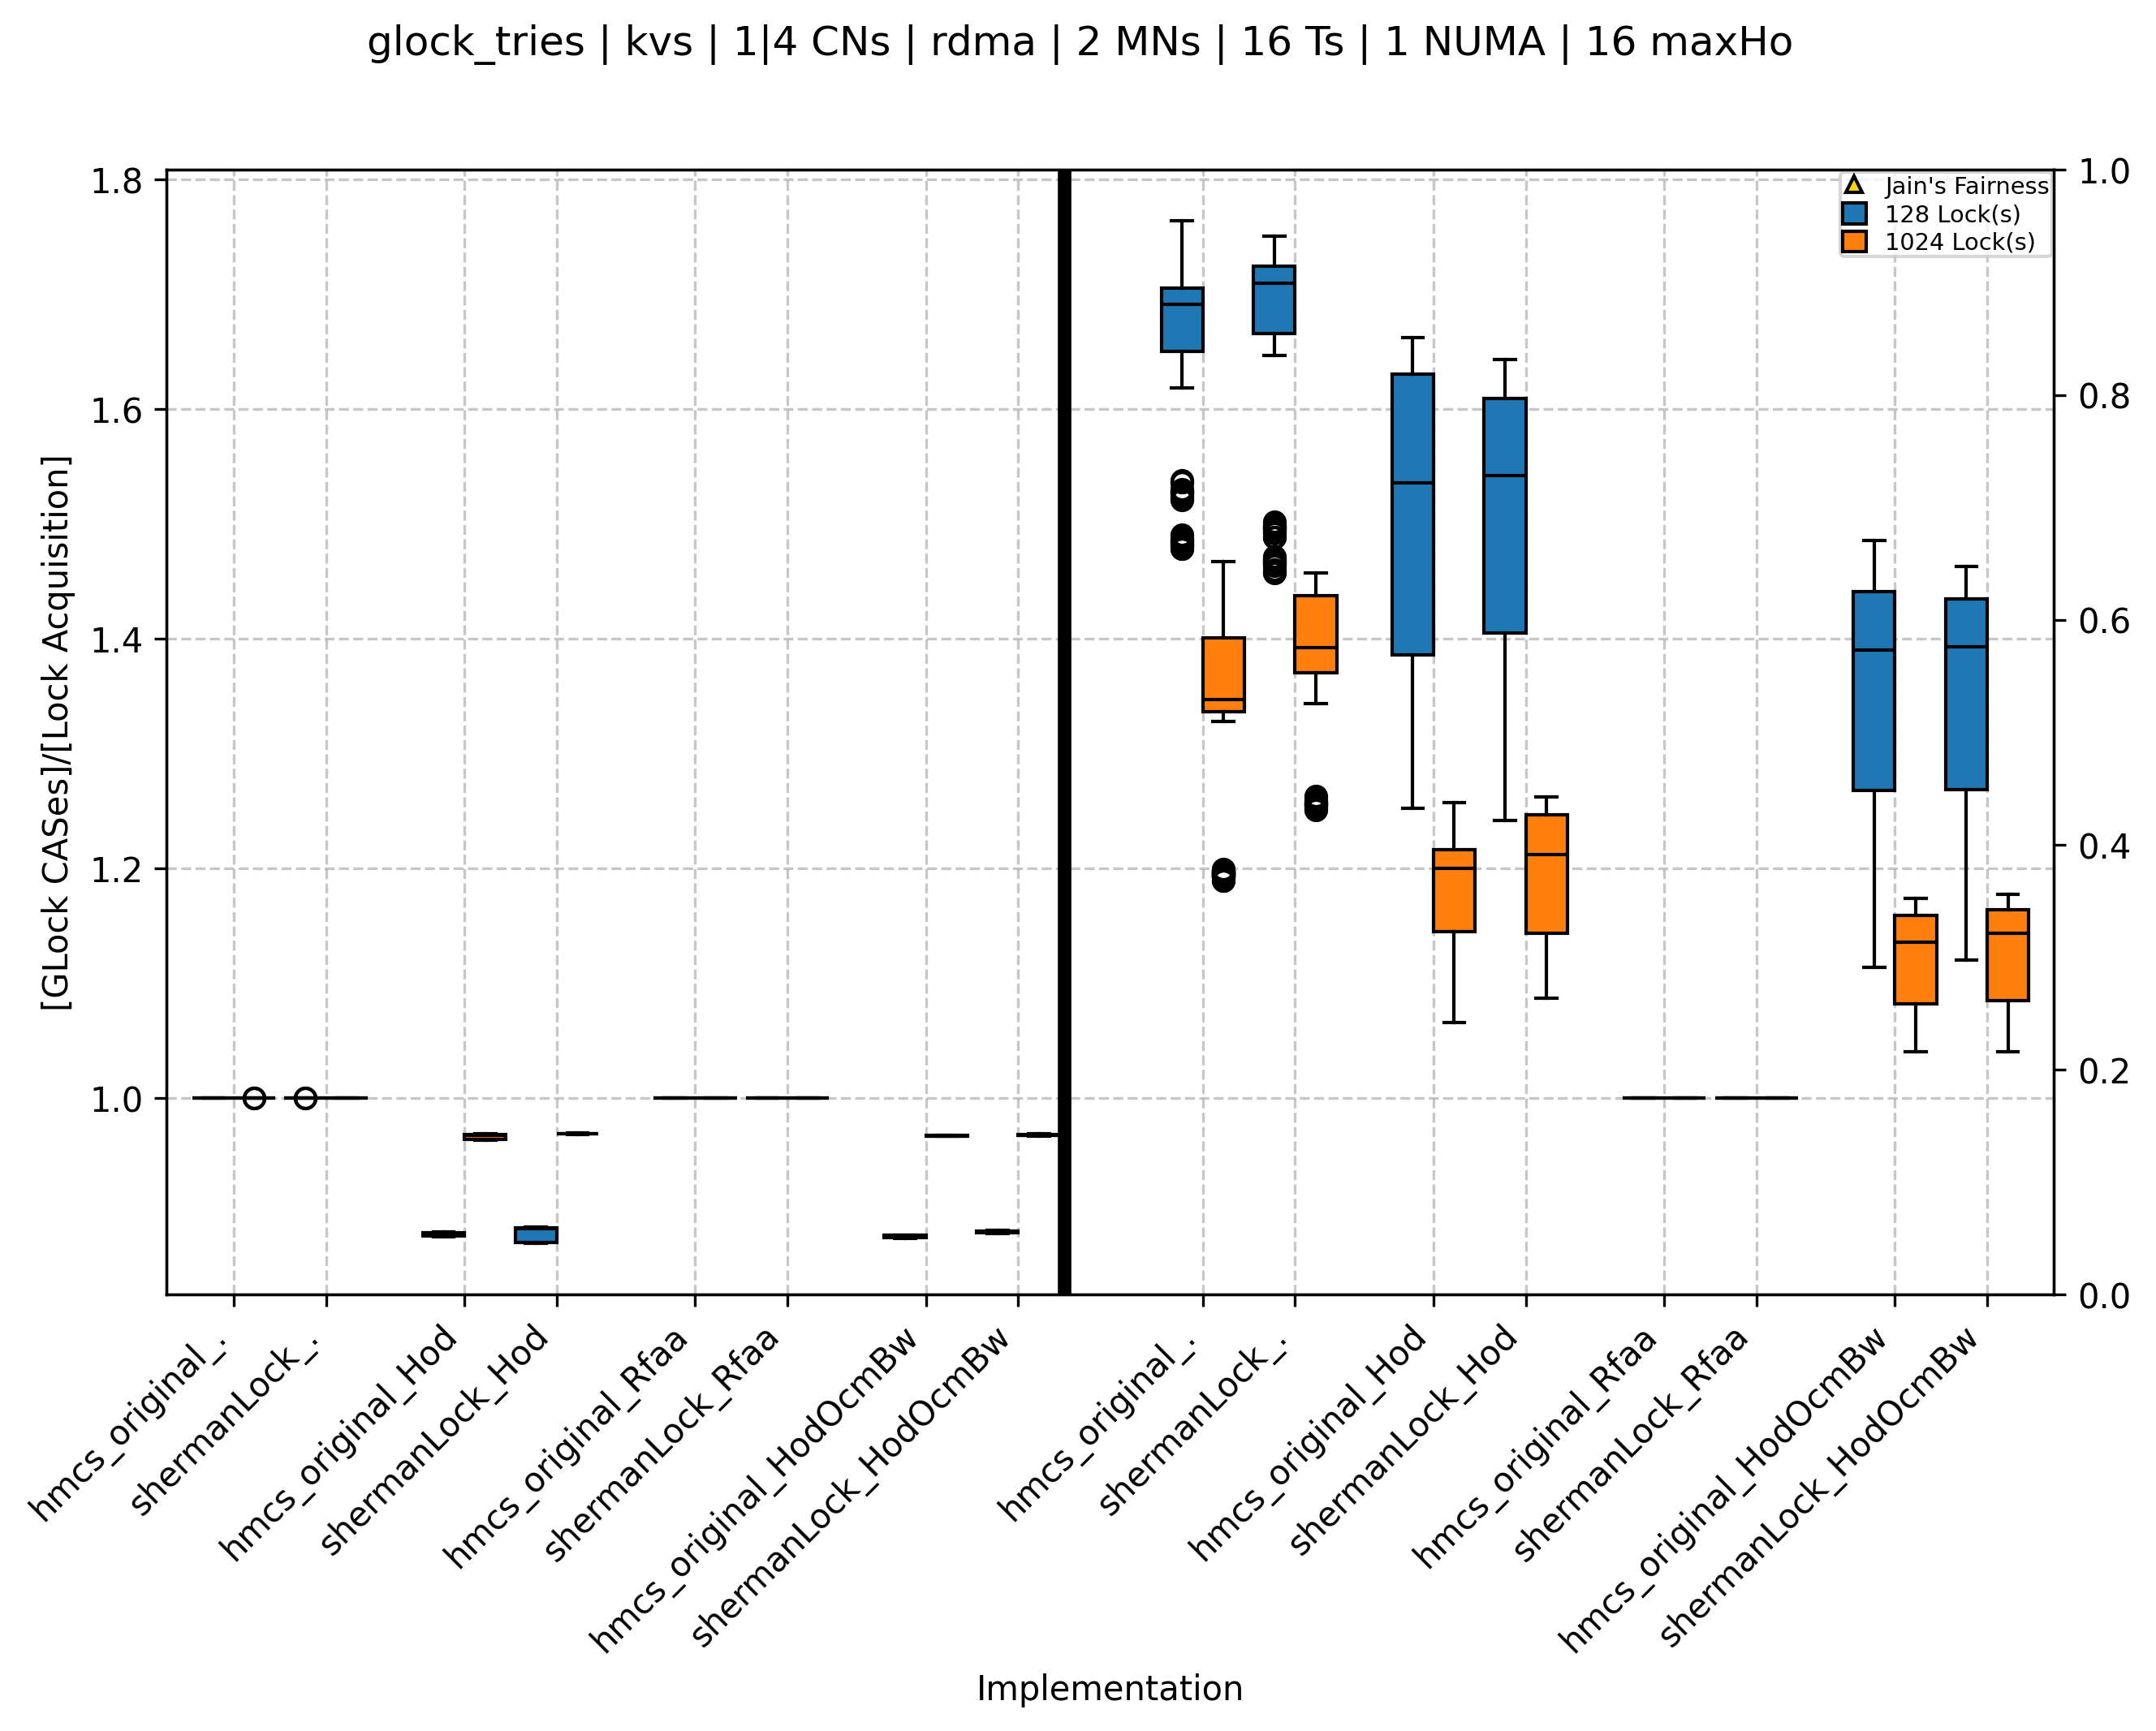 glock_tries | kvs | 1|4 CNs | rdma | 2 MNs | 16 Ts | 1 NUMA | 16 maxHo
[GLock CASes]/[Lock Acquisition]
1.8
1.6
1.4
1.2
1.0
Jain's Fairness
128 Lock(s)
1024 Lock(s)
1.0
0.8
0.6
0.4
0.2
0.0
hmcs_original_.
shermanLock_.
hmcs_original_Hod
shermanLock_Hod
hmcs_original_Rfaa
shermanLock_Rfaa
hmcs_original_HodOcmBw
shermanLock_HodOcmBw
hmcs_original_.
shermanLock_.
hmcs_original_Hod
shermanLock_Hod
hmcs_original_Rfaa
shermanLock_Rfaa
hmcs_original_HodOcmBw
shermanLock_HodOcmBw
Implementation